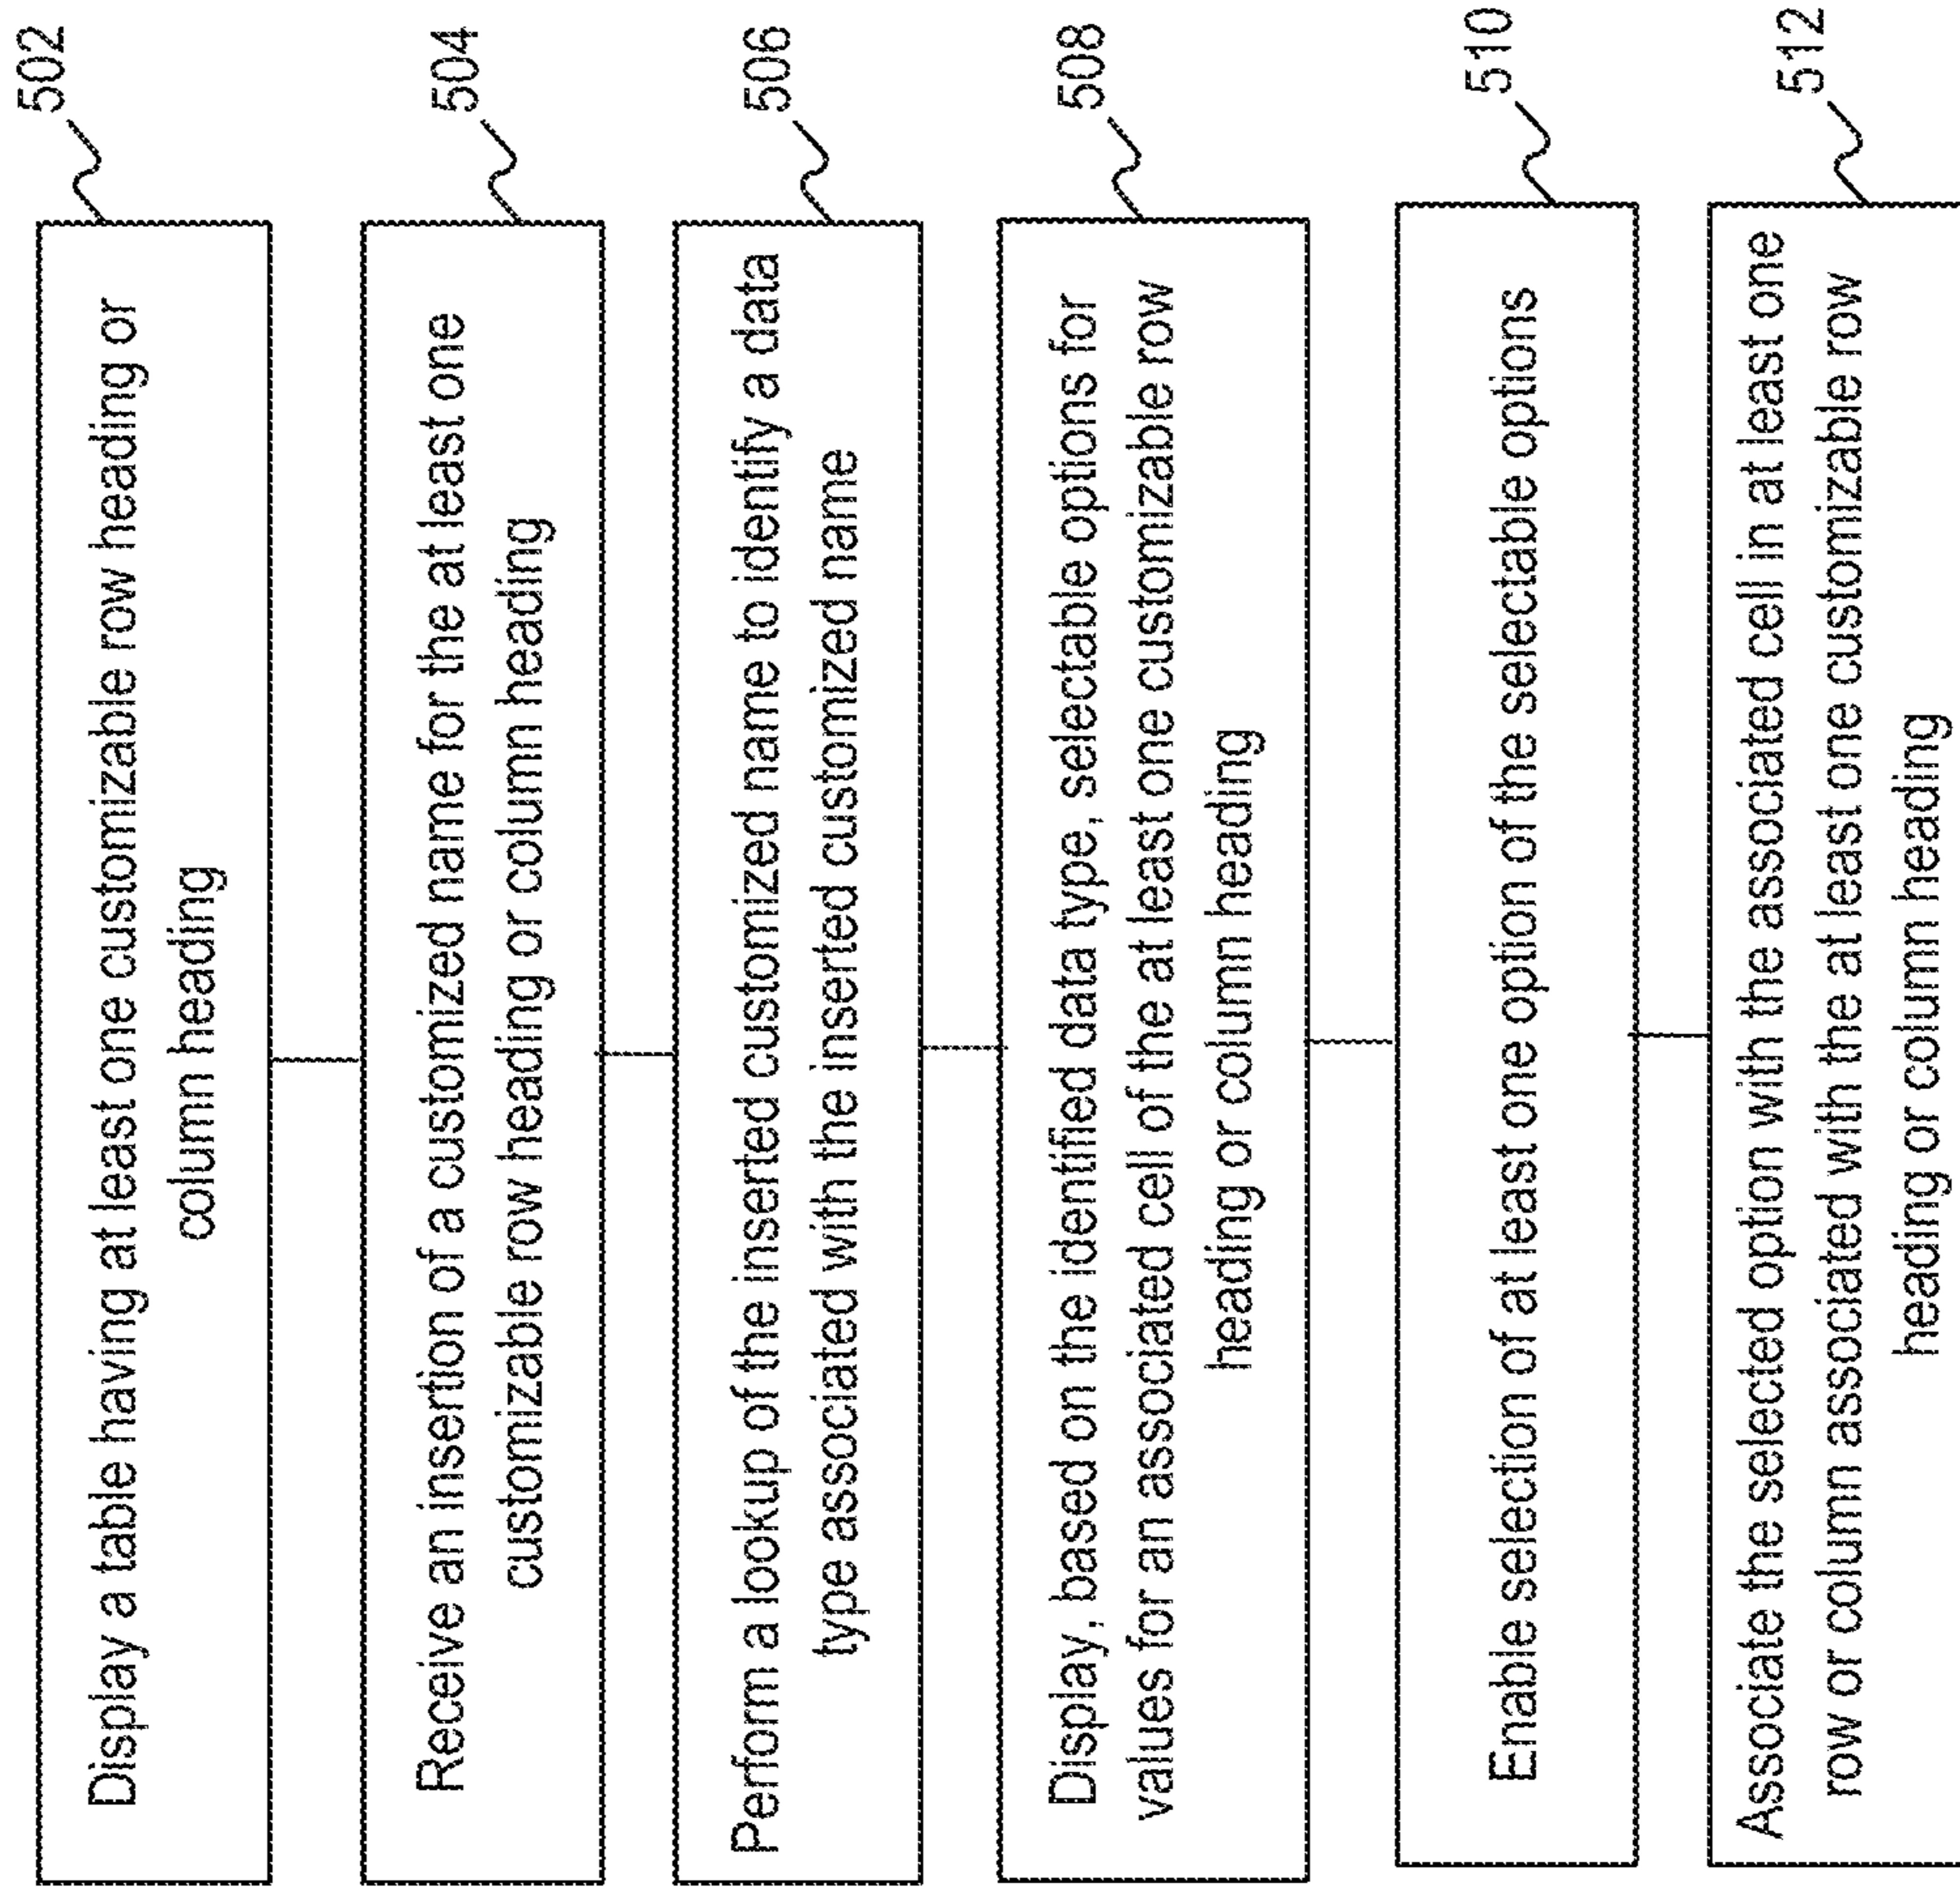 502
Display a table having at least one customizable row heading or
column heading
504
Receive an insertion of a customized name for the at least one
customizable row heading or column heading
506
Perform a lookup of the inserted customized name to identify a data
type associated with the inserted customized name
508
Display, based on the identified data type, selectable options for
values for an associated cell of the at least one customizable row
heading or column heading
510
Enable selection of at least one option of the selectable options
512
Associate the selected option with the associated cell in at least one
row or column associated with the at least one customizable row
heading or column heading